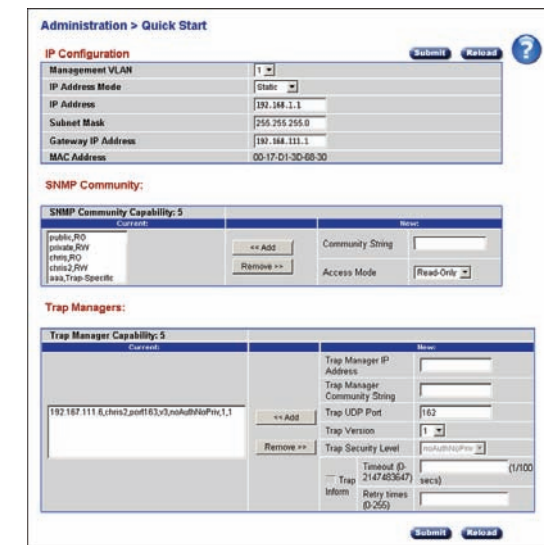 Administration > Quick Start
IP Configuration
Submit Reload ?
Management VLAN 1
IP Address Mode Static
IP Address 192.168.1.1
Subnet Mask 255.255.255.0
Gateway IP Address 192.168.111.1
MAC Address 00-17-D1-3D-68-30
SNMP Community:
SNMP Community Capability: 5
Current: New:
public,RO
private,RW
chris,RO
chris2,RW
aaa,Trap-Specific
<< Add
Remove >>
Community String
Access Mode Read-Only
Trap Managers:
Trap Manager Capability: 5
Current: New:
192.187.111.6,chris2,port163,v3,noAuthNoPriv,1,1
<< Add
Remove >>
Trap Manager IP
Address
Trap Manager
Community String
Trap UDP Port 162
Trap Version 1
Trap Security Level noAuthNoPriv
Trap
Inform
Timeout (0-
2147483647) (1/100
secs)
Retry times
(0-255)
Submit Reload